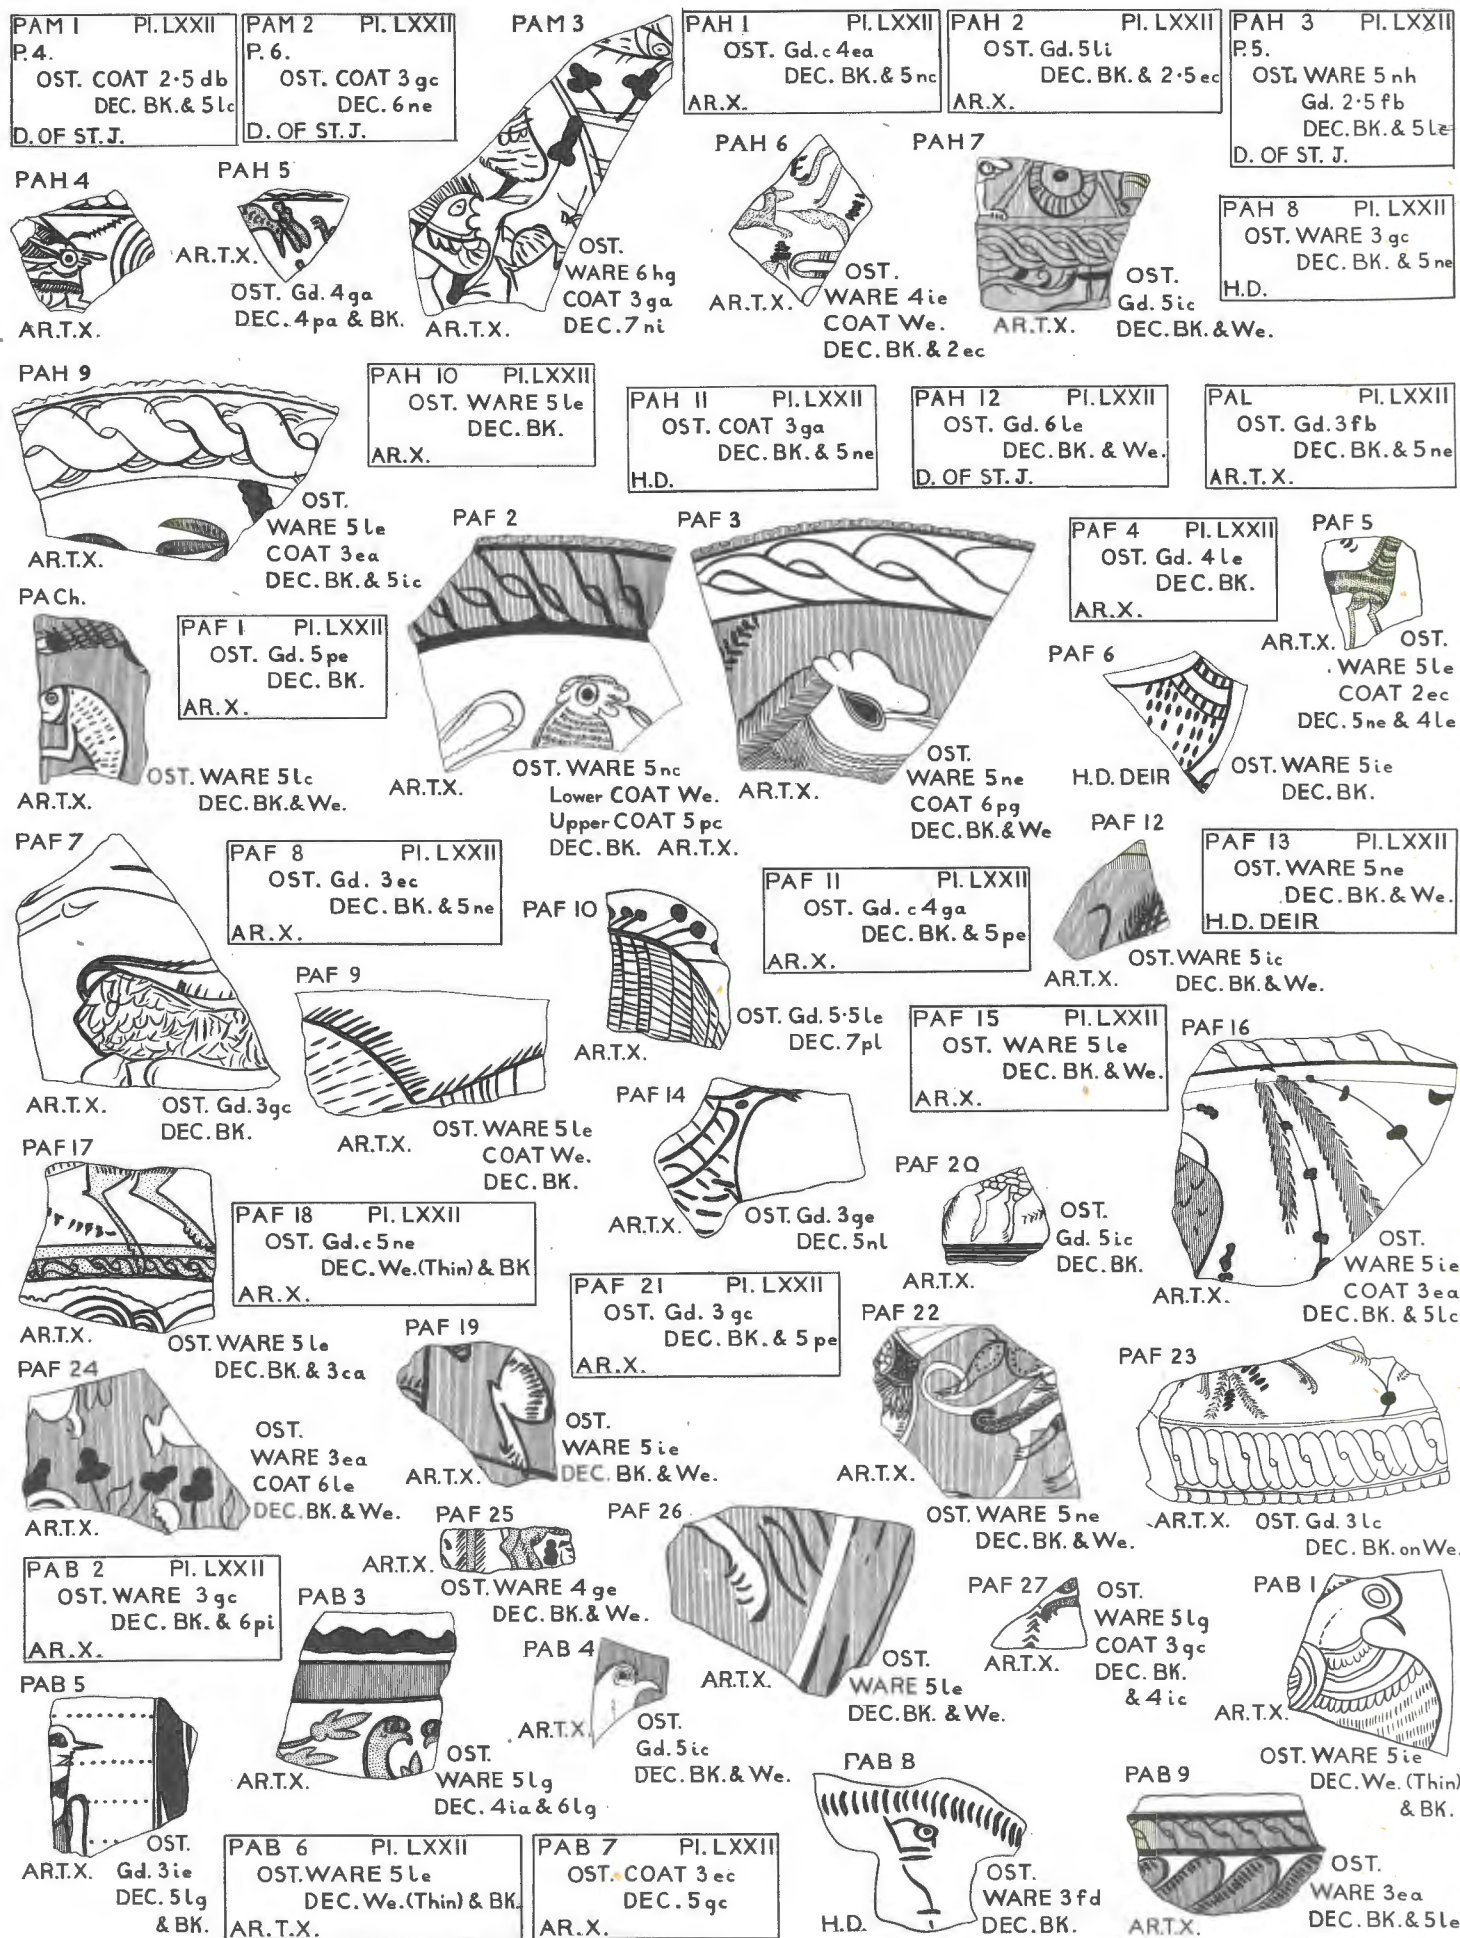 PAM 1 Pl. LXXII
P. 4.
OST. COAT 2·5 db
DEC. BK. & 5 lc
D. OF ST. J.
PAM 2 Pl. LXXII
P. 6.
OST. COAT 3 gc
DEC. 6 ne
D. OF ST. J.
PAM 3
OST.
WARE 6 hg
COAT 3 ga
DEC. 7 ni
AR.T.X.
PAH 1 Pl. LXXII
OST. Gd. c 4 ea
DEC. BK. & 5 nc
AR.X.
PAH 2 Pl. LXXII
OST. Gd. 5 li
DEC. BK. & 2·5 ec
AR.X.
PAH 3 Pl. LXXII
P. 5.
OST. WARE 5 nh
Gd. 2·5 fb
DEC. BK. & 5 le
D. OF ST. J.
PAH 4
AR.T.X.
PAH 5
AR.T.X.
OST. Gd. 4 ga
DEC. 4 pa & BK.
PAH 6
AR.T.X.
OST.
WARE 4 ie
COAT We.
DEC. BK. & 2 ec
PAH 7
AR.T.X.
OST.
Gd. 5 ic
DEC. BK. & We.
PAH 8 Pl. LXXII
OST. WARE 3 gc
DEC. BK. & 5 ne
H.D.
PAH 9
AR.T.X.
OST.
WARE 5 le
COAT 3 ea
DEC. BK. & 5 ic
PAH 10 Pl. LXXII
OST. WARE 5 le
DEC. BK.
AR.X.
PAH 11 Pl. LXXII
OST. COAT 3 ga
DEC. BK. & 5 ne
H.D.
PAH 12 Pl. LXXII
OST. Gd. 6 le
DEC. BK. & We.
D. OF ST. J.
PAL Pl. LXXII
OST. Gd. 3 fb
DEC. BK. & 5 ne
AR.T.X.
PACh.
AR.T.X.
OST. WARE 5 lc
DEC. BK. & We.
PAF 1 Pl. LXXII
OST. Gd. 5 pe
DEC. BK.
AR.X.
PAF 2
AR.T.X.
OST. WARE 5 nc
Lower COAT We.
Upper COAT 5 pc
DEC. BK. AR.T.X.
PAF 3
AR.T.X.
OST.
WARE 5 ne
COAT 6 pg
DEC. BK. & We
PAF 4 Pl. LXXII
OST. Gd. 4 le
DEC. BK.
AR.X.
PAF 5
AR.T.X.
OST.
WARE 5 le
COAT 2 ec
DEC. 5 ne & 4 le
PAF 6
H.D. DEIR
OST. WARE 5 ie
DEC. BK.
PAF 7
AR.T.X.
OST. Gd. 3 gc
DEC. BK.
PAF 8 Pl. LXXII
OST. Gd. 3 ec
DEC. BK. & 5 ne
AR.X.
PAF 9
AR.T.X.
OST. WARE 5 le
COAT We.
DEC. BK.
PAF 10
AR.T.X.
OST. Gd. 5·5 le
DEC. 7 pl
PAF 11 Pl. LXXII
OST. Gd. c 4 ga
DEC. BK. & 5 pe
AR.X.
PAF 12
AR.T.X.
OST. WARE 5 ic
DEC. BK. & We.
PAF 13 Pl. LXXII
OST. WARE 5 ne
DEC. BK. & We.
H.D. DEIR
PAF 14
AR.T.X.
OST. Gd. 3 ge
DEC. 5 nl
PAF 15 Pl. LXXII
OST. WARE 5 le
DEC. BK. & We.
AR.X.
PAF 16
AR.T.X.
OST.
WARE 5 ie
COAT 3 ea
DEC. BK. & 5 lc
PAF 17
AR.T.X.
OST. WARE 5 le
DEC. BK. & 3 ca
PAF 18 Pl. LXXII
OST. Gd. c 5 ne
DEC. We. (Thin) & BK
AR.X.
PAF 19
AR.T.X.
OST.
WARE 5 ie
DEC. BK. & We.
PAF 20
AR.T.X.
OST.
Gd. 5 ic
DEC. BK.
PAF 21 Pl. LXXII
OST. Gd. 3 gc
DEC. BK. & 5 pe
AR.X.
PAF 22
AR.T.X.
OST. WARE 5 ne
DEC. BK. & We.
PAF 23
AR.T.X. OST. Gd. 3 lc
DEC. BK. on We.
PAF 24
AR.T.X.
OST.
WARE 3 ea
COAT 6 le
DEC. BK. & We.
PAF 25
AR.T.X.
OST. WARE 4 ge
DEC. BK. & We.
PAF 26
AR.T.X.
OST.
WARE 5 le
DEC. BK. & We.
PAF 27
AR.T.X.
OST.
WARE 5 lg
COAT 3 gc
DEC. BK.
& 4 ic
PAB 1
AR.T.X.
OST. WARE 5 ie
DEC. We. (Thin)
& BK.
PAB 2 Pl. LXXII
OST. WARE 3 gc
DEC. BK. & 6 pi
AR.X.
PAB 3
AR.T.X.
OST.
WARE 5 lg
DEC. 4 ia & 6 lg
PAB 4
AR.T.X.
OST.
Gd. 5 ic
DEC. BK. & We.
PAB 5
AR.T.X.
OST.
Gd. 3 ie
DEC. 5 lg
& BK.
PAB 6 Pl. LXXII
OST. WARE 5 le
DEC. We. (Thin) & BK.
AR.T.X.
PAB 7 Pl. LXXII
OST. COAT 3 ec
DEC. 5 gc
AR.X.
PAB 8
H.D.
OST.
WARE 3 fd
DEC. BK.
PAB 9
AR.T.X.
OST.
WARE 3 ea
DEC. BK. & 5 le